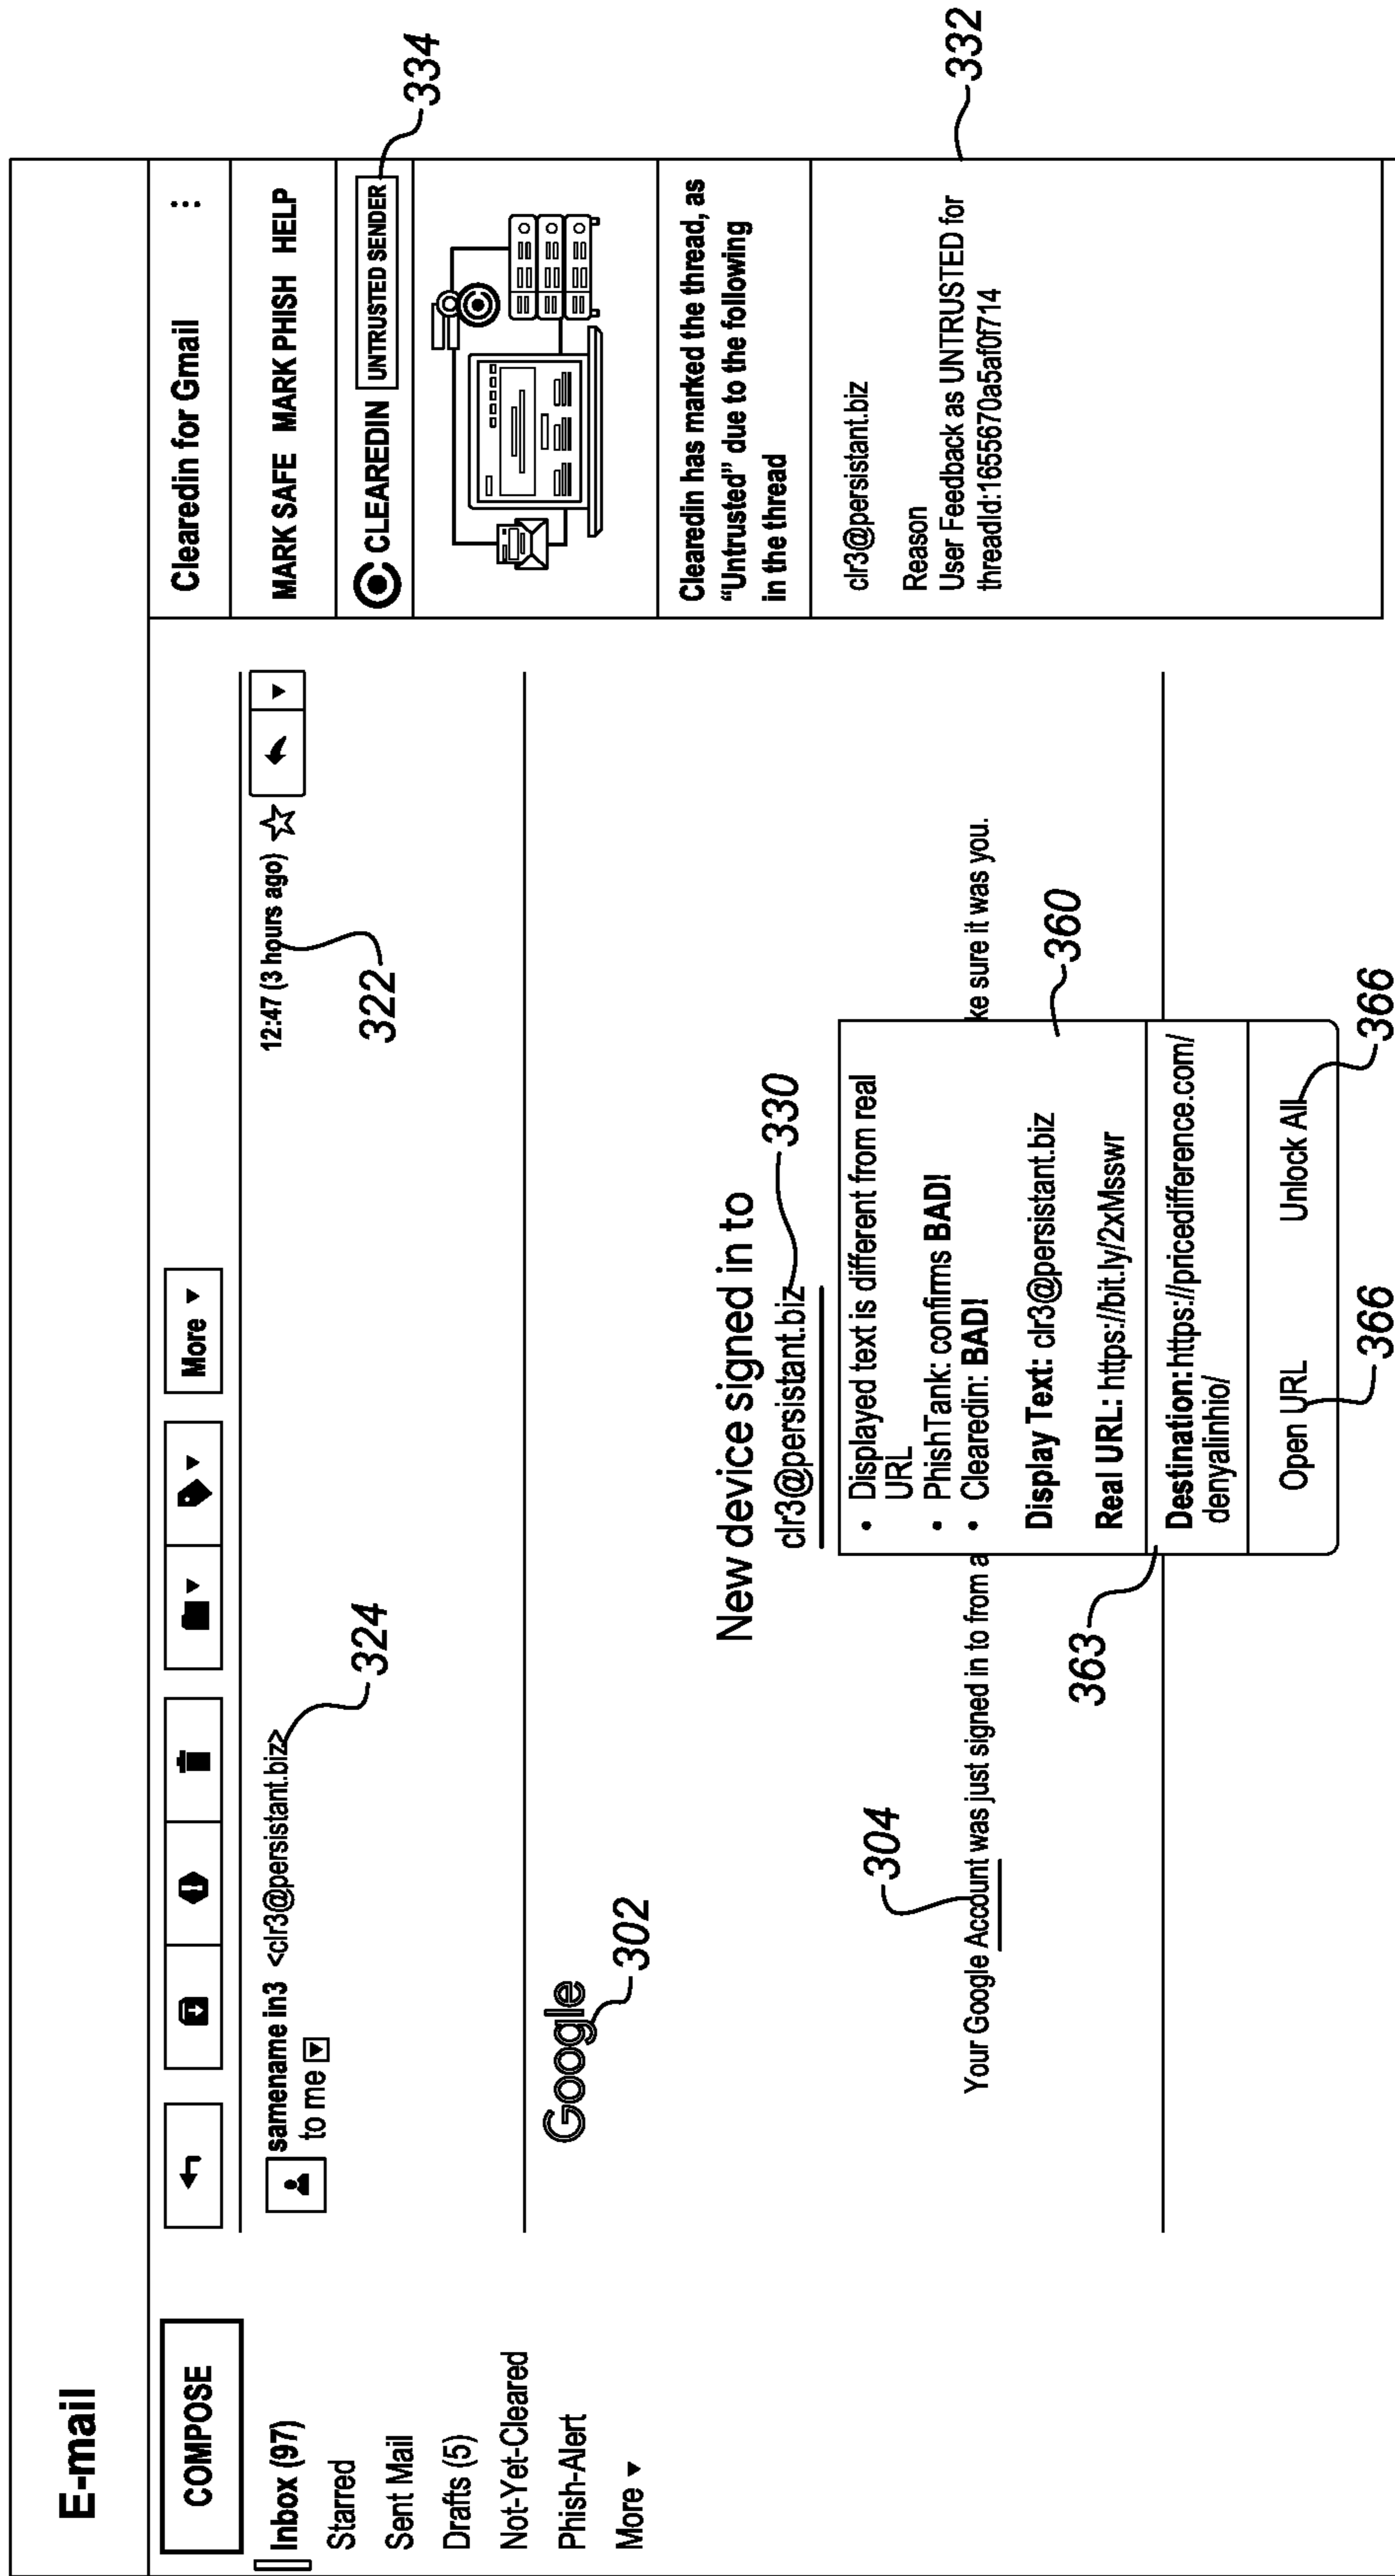 E-mail
COMPOSE
Inbox (97)
Starred
Sent Mail
Drafts (5)
Not-Yet-Cleared
Phish-Alert
More
More
samename in3 <clr3@persistant.biz>
to me
324
12:47 (3 hours ago)
322
Google
302
New device signed in to
clr3@persistant.biz
330
304
Your Google Account was just signed in to from a
ke sure it was you.
• Displayed text is different from real
URL
• PhishTank: confirms BAD!
• Clearedin: BAD!
Display Text: clr3@persistant.biz
Real URL: https://bit.ly/2xMsswr
360
363
Destination: https://pricedifference.com/
denyalinhio/
Open URL Unlock All
366
366
Clearedin for Gmail
MARK SAFE MARK PHISH HELP
CLEAREDIN UNTRUSTED SENDER
334
Clearedin has marked the thread, as
“Untrusted” due to the following
in the thread
clr3@persistant.biz
Reason
User Feedback as UNTRUSTED for
threadId:1655670a5af0f714
332